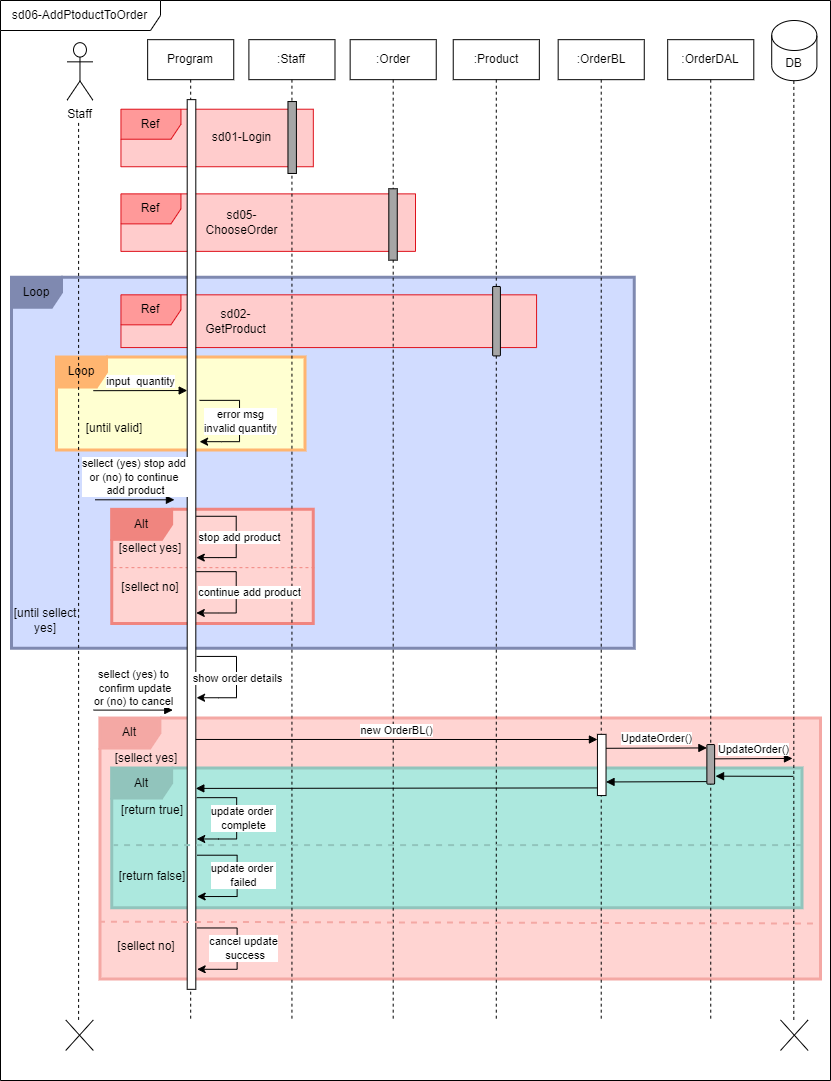 sd06-AddPtoductToOrder
Staff
Program
:Staff
:Order
:Product
:OrderBL
:OrderDAL
DB
Ref
sd01-Login
Ref
sd05-
ChooseOrder
Loop
Ref
sd02-
GetProduct
Loop
input  quantity
error msg
invalid quantity
[until valid]
sellect (yes) stop add
or (no) to continue
add product
Alt
[sellect yes]
stop add product
[sellect no]
continue add product
[until sellect
yes]
show order details
sellect (yes) to
confirm update
or (no) to cancel
Alt
[sellect yes]
new OrderBL()
UpdateOrder()
UpdateOrder()
Alt
[return true]
update order
complete
[return false]
update order
failed
[sellect no]
cancel update
success